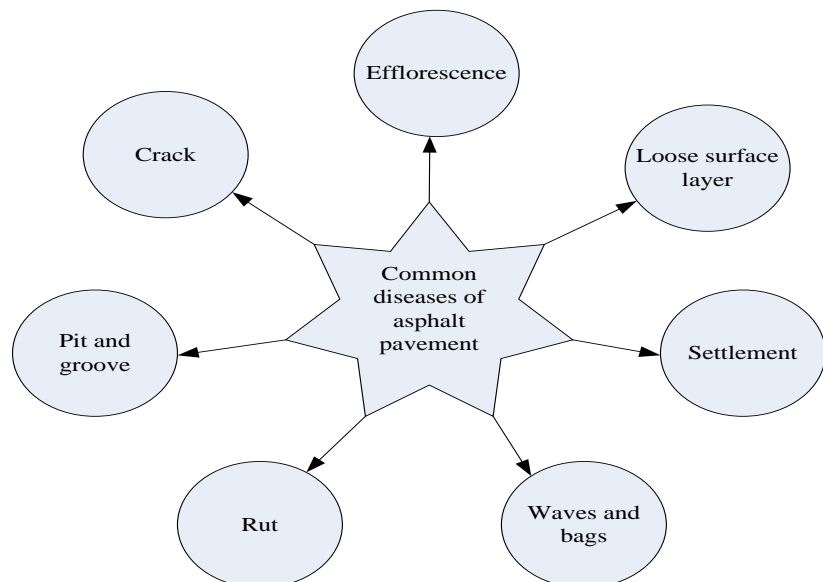 Efflorescence
Crack
Loose surface
layer
Common
diseases of
asphalt
pavement
Pit and
groove
Settlement
Rut
Waves and
bags